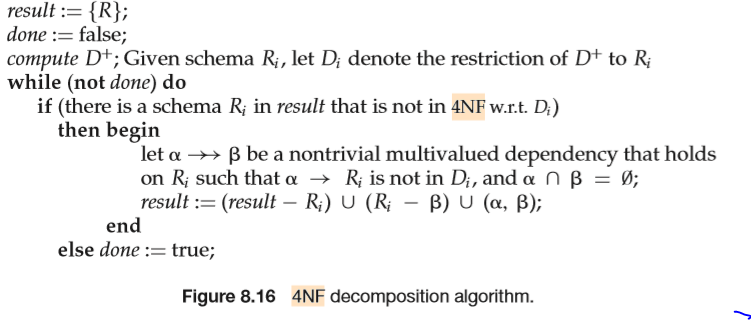 result := {R};
done := false;
compute D⁺; Given schema Rᵢ, let Dᵢ denote the restriction of D⁺ to Rᵢ
while (not done) do
if (there is a schema Rᵢ in result that is not in 4NF w.r.t. Dᵢ)
then begin
let α →→ β be a nontrivial multivalued dependency that holds
on Rᵢ such that α → Rᵢ is not in Dᵢ, and α ∩ β = Ø;
result := (result − Rᵢ) ∪ (Rᵢ − β) ∪ (α, β);
end
else done := true;
Figure 8.16 4NF decomposition algorithm.